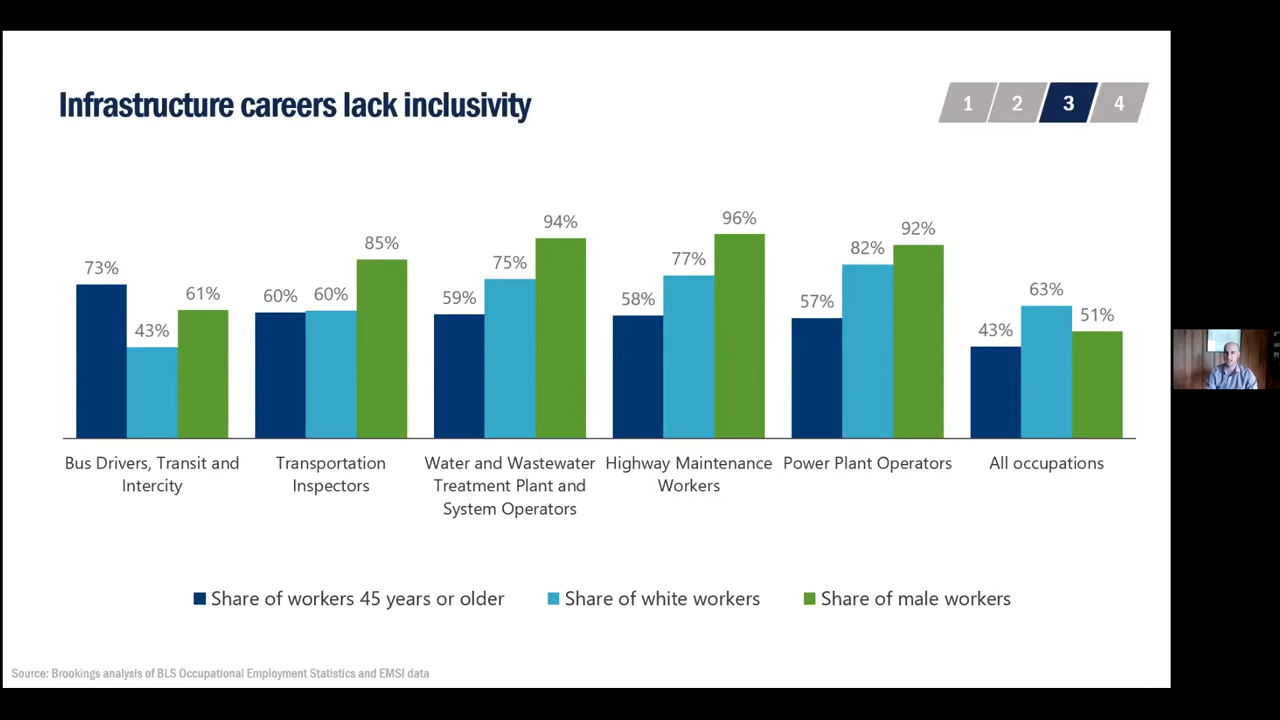 Infrastructure careers lack inclusivity
1 2 3 4
73%
43%
61%
60%
60%
85%
59%
75%
94%
58%
77%
96%
57%
82%
92%
43%
63%
51%
Bus Drivers, Transit and
Intercity
Transportation
Inspectors
Water and Wastewater
Treatment Plant and
System Operators
Highway Maintenance
Workers
Power Plant Operators
All occupations
Share of workers 45 years or older
Share of white workers
Share of male workers
Source: Brookings analysis of BLS Occupational Employment Statistics and EMSI data